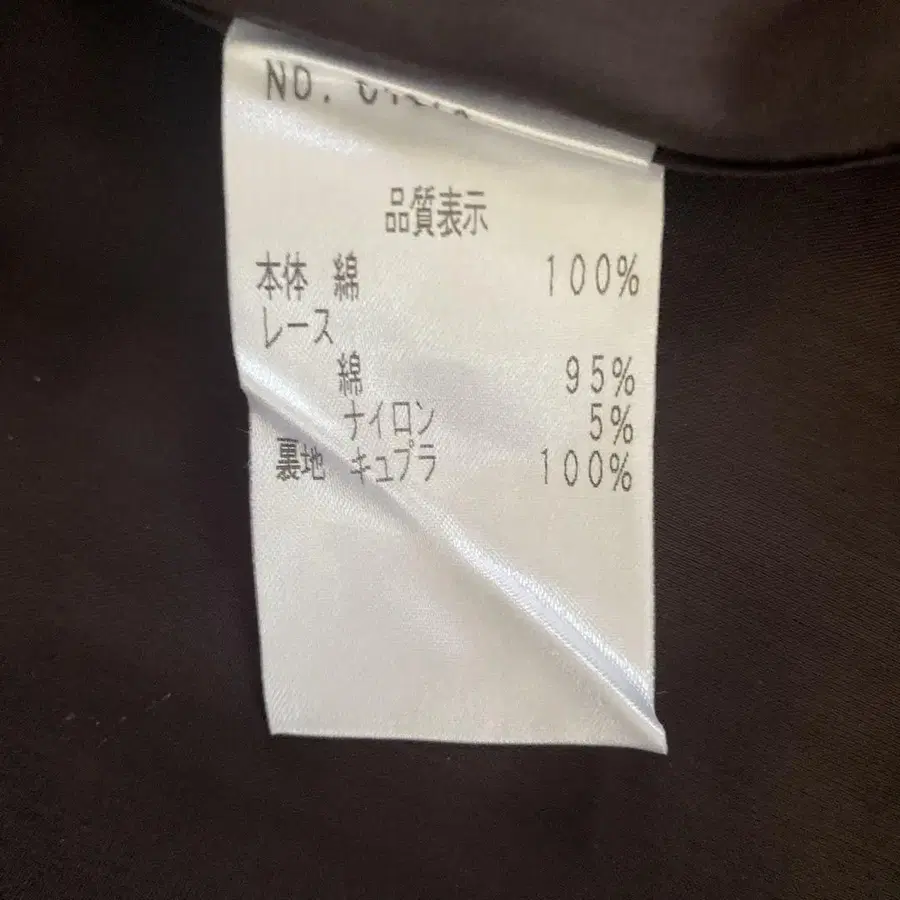 NO.
品質表示
本体 綿 100%
レース
綿 95%
ナイロン 5%
裏地 キュプラ 100%